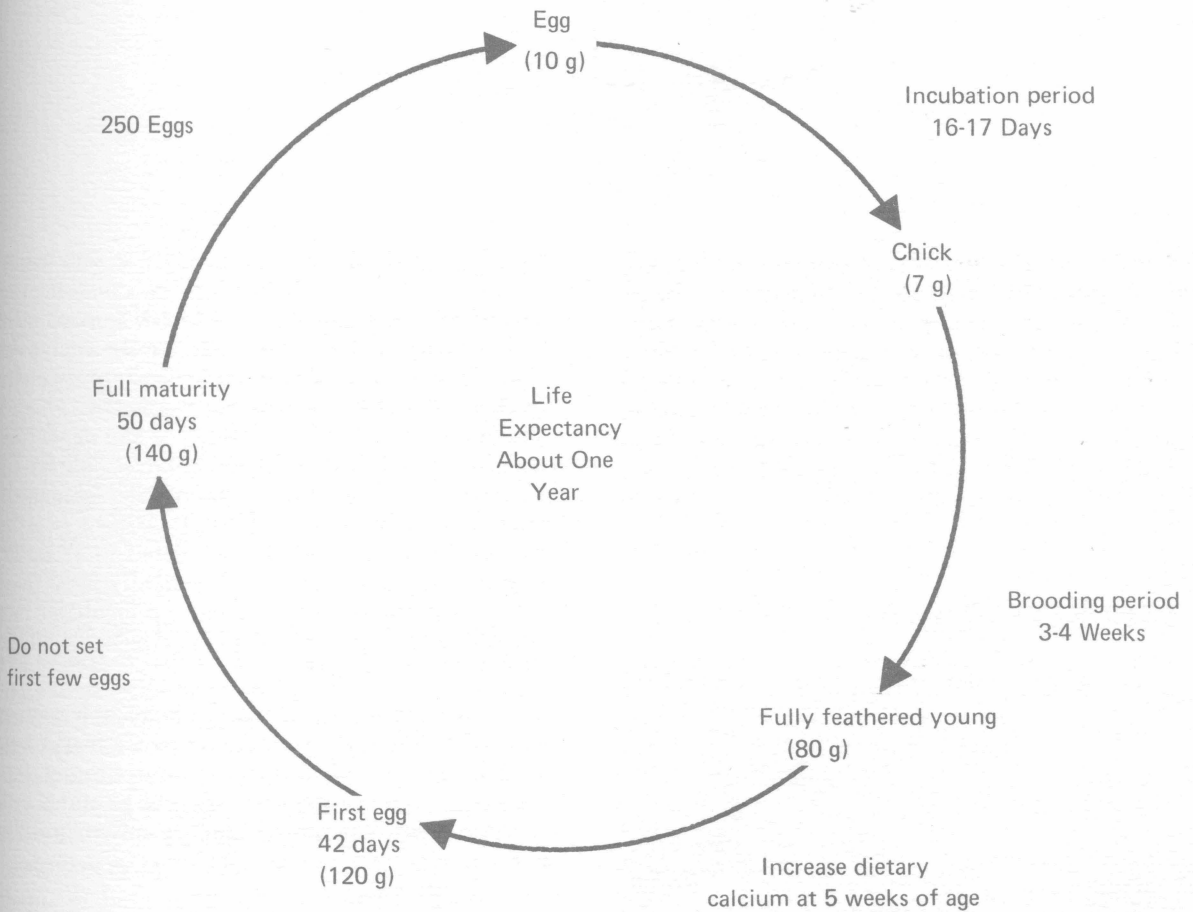 Egg
(10 g)
Incubation period
16-17 Days
Chick
(7 g)
Brooding period
3-4 Weeks
Fully feathered young
(80 g)
Increase dietary
calcium at 5 weeks of age
First egg
42 days
(120 g)
Do not set
first few eggs
Full maturity
50 days
(140 g)
250 Eggs
Life
Expectancy
About One
Year